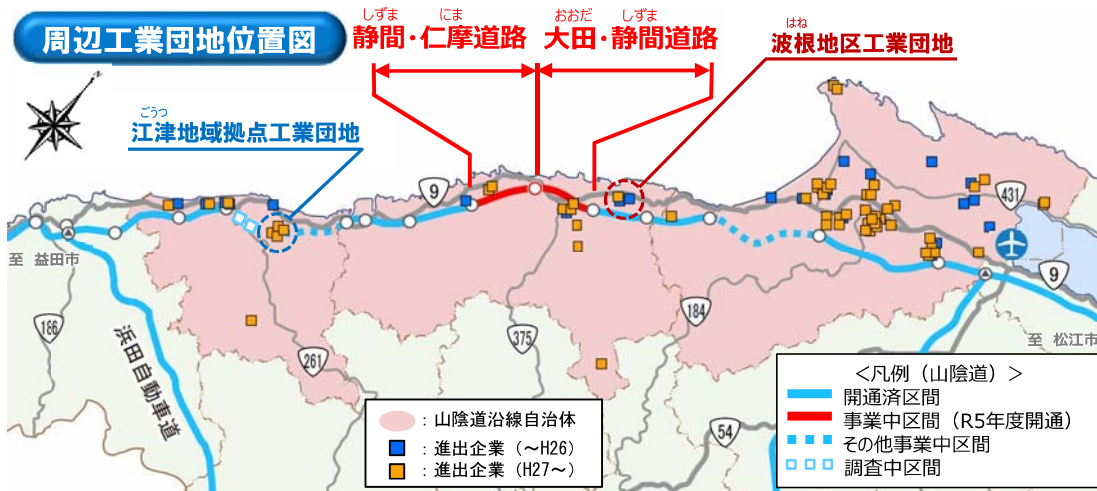 周辺工業団地位置図
しずま にま
静間・仁摩道路
おおだ しずま
大田・静間道路
はね
波根地区工業団地
ごうつ
江津地域拠点工業団地
N
9
431
至 益田市
9
186
184
至 松江市
浜田自動車道
375
261
54
：山陰道沿線自治体
：進出企業（～H26）
：進出企業（H27～）
＜凡例（山陰道）＞
開通済区間
事業中区間（R5年度開通）
その他事業中区間
調査中区間